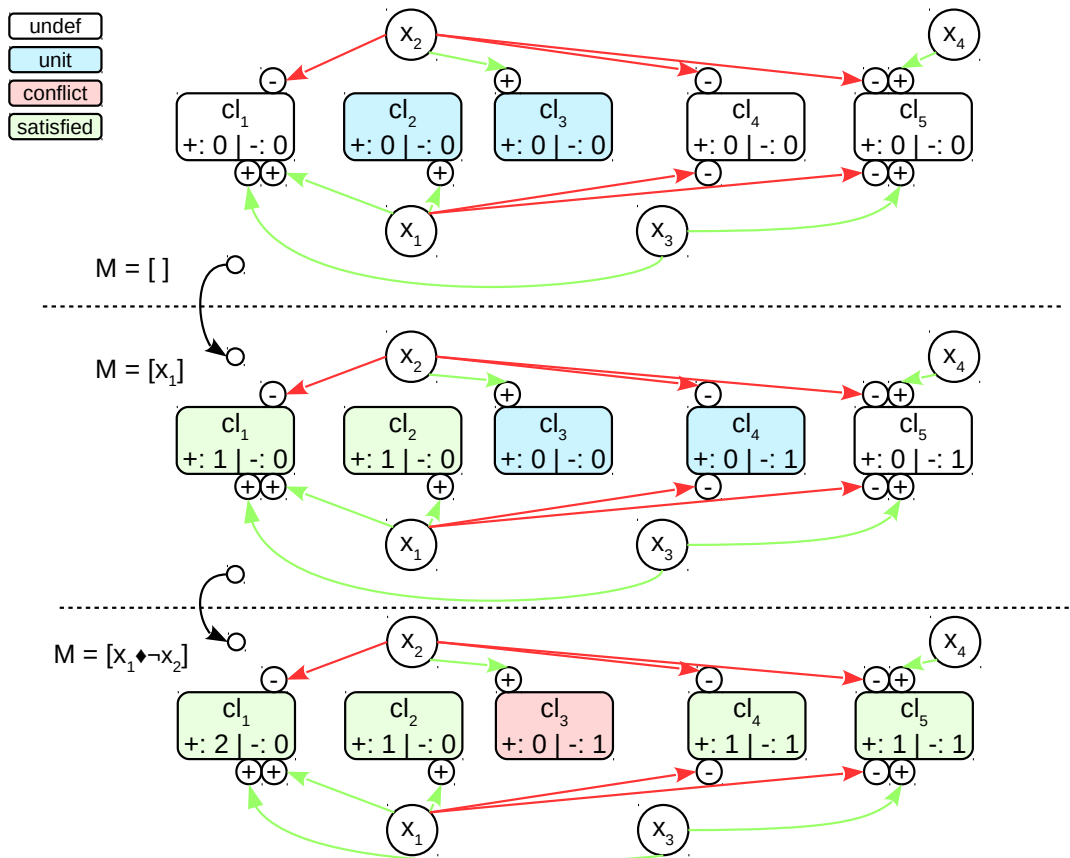 undef
unit
conflict
satisfied
x2
x4
- + - - +
cl1 cl2 cl3 cl4 cl5
+: 0 | -: 0 +: 0 | -: 0 +: 0 | -: 0 +: 0 | -: 0 +: 0 | -: 0
+ + + - - +
x1 x3
M = [ ]
M = [x1]
x2 x4
- + - - +
cl1 cl2 cl3 cl4 cl5
+: 1 | -: 0 +: 1 | -: 0 +: 0 | -: 0 +: 0 | -: 1 +: 0 | -: 1
+ + + - - +
x1 x3
M = [x1♦¬x2]
x2 x4
- + - - +
cl1 cl2 cl3 cl4 cl5
+: 2 | -: 0 +: 1 | -: 0 +: 0 | -: 1 +: 1 | -: 1 +: 1 | -: 1
+ + + - - +
x1 x3